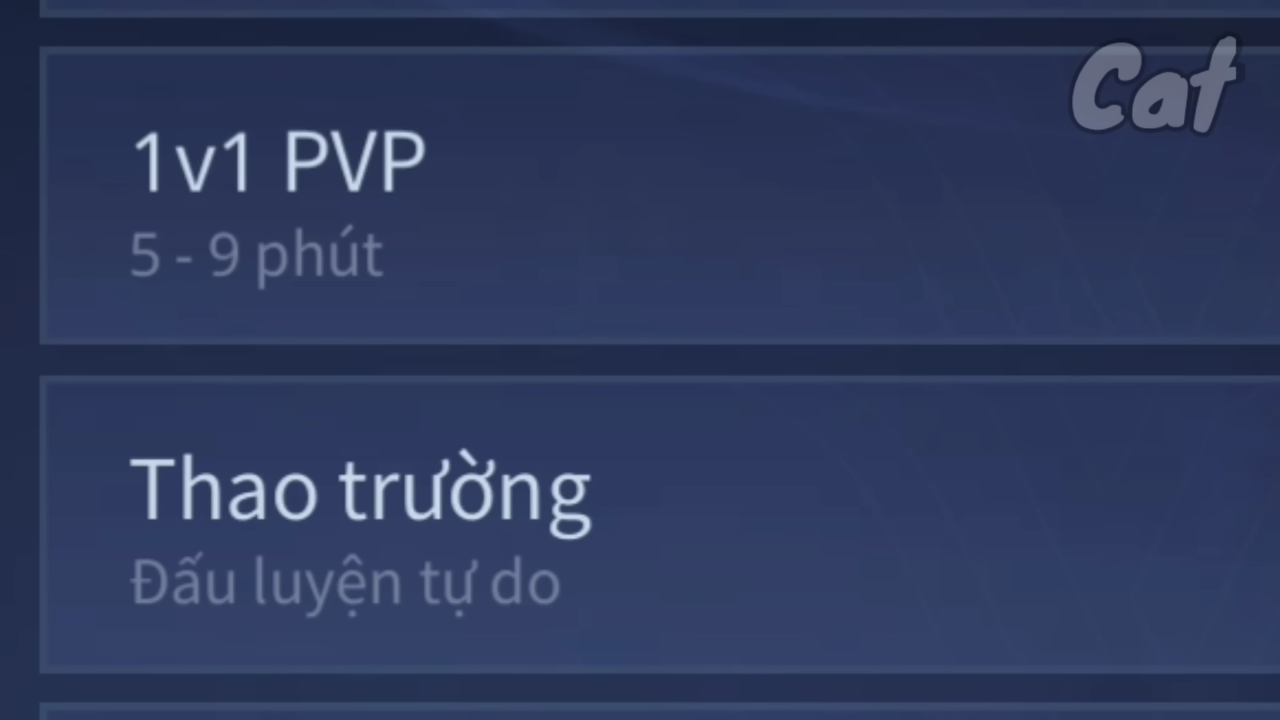 Cat
1v1 PVP
5 - 9 phút
Thao trường
Đấu luyện tự do